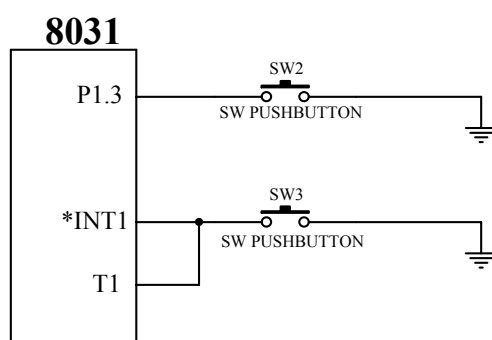 8031
SW2
P1.3
SW PUSHBUTTON
SW3
*INT1
SW PUSHBUTTON
T1